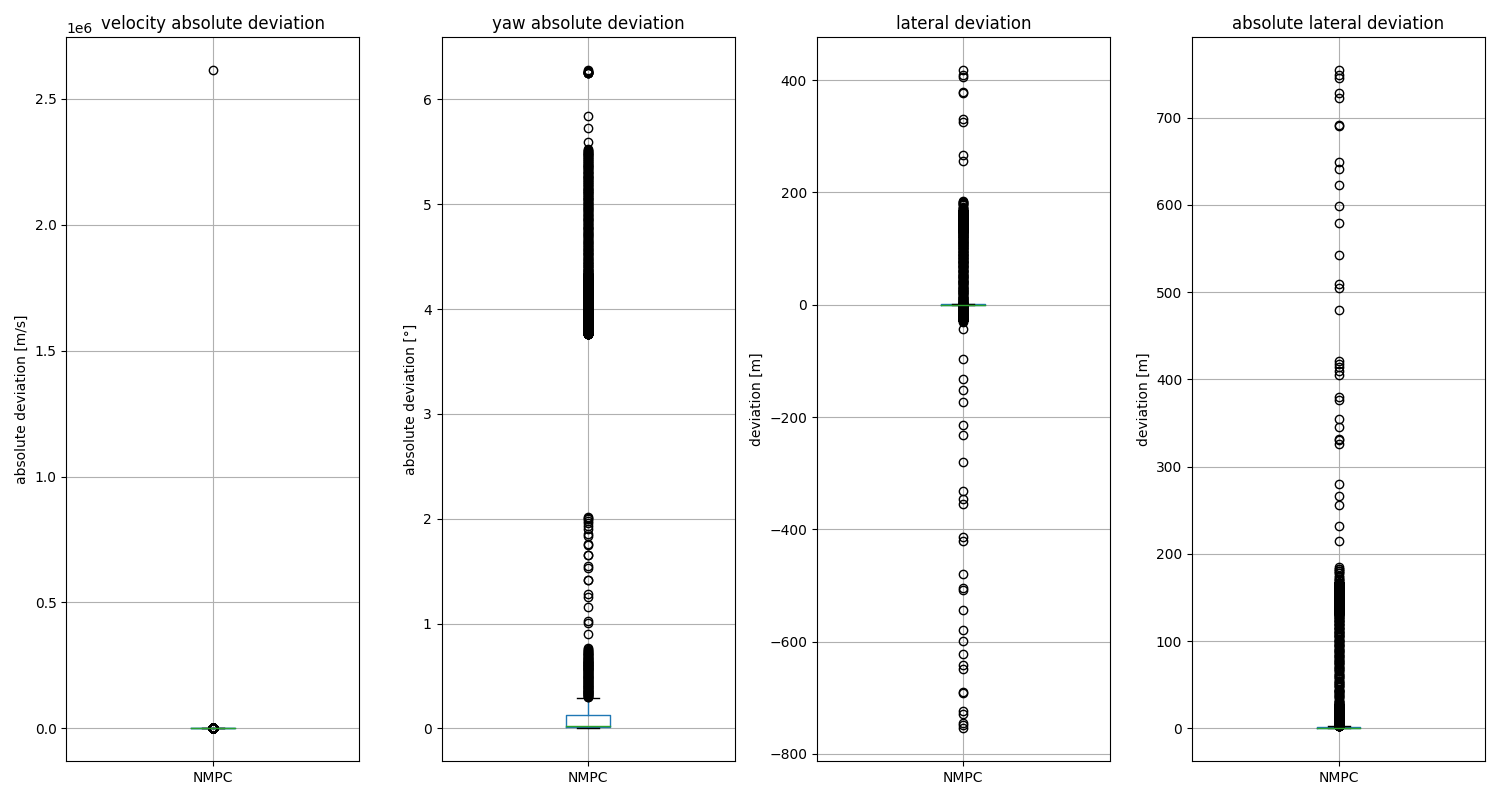 velocity absolute deviation
1e6
absolute deviation [m/s]
2.5
2.0
1.5
1.0
0.5
0.0
NMPC
yaw absolute deviation
absolute deviation [°]
6
5
4
3
2
1
0
NMPC
lateral deviation
deviation [m]
400
200
0
−200
−400
−600
−800
NMPC
absolute lateral deviation
deviation [m]
700
600
500
400
300
200
100
0
NMPC